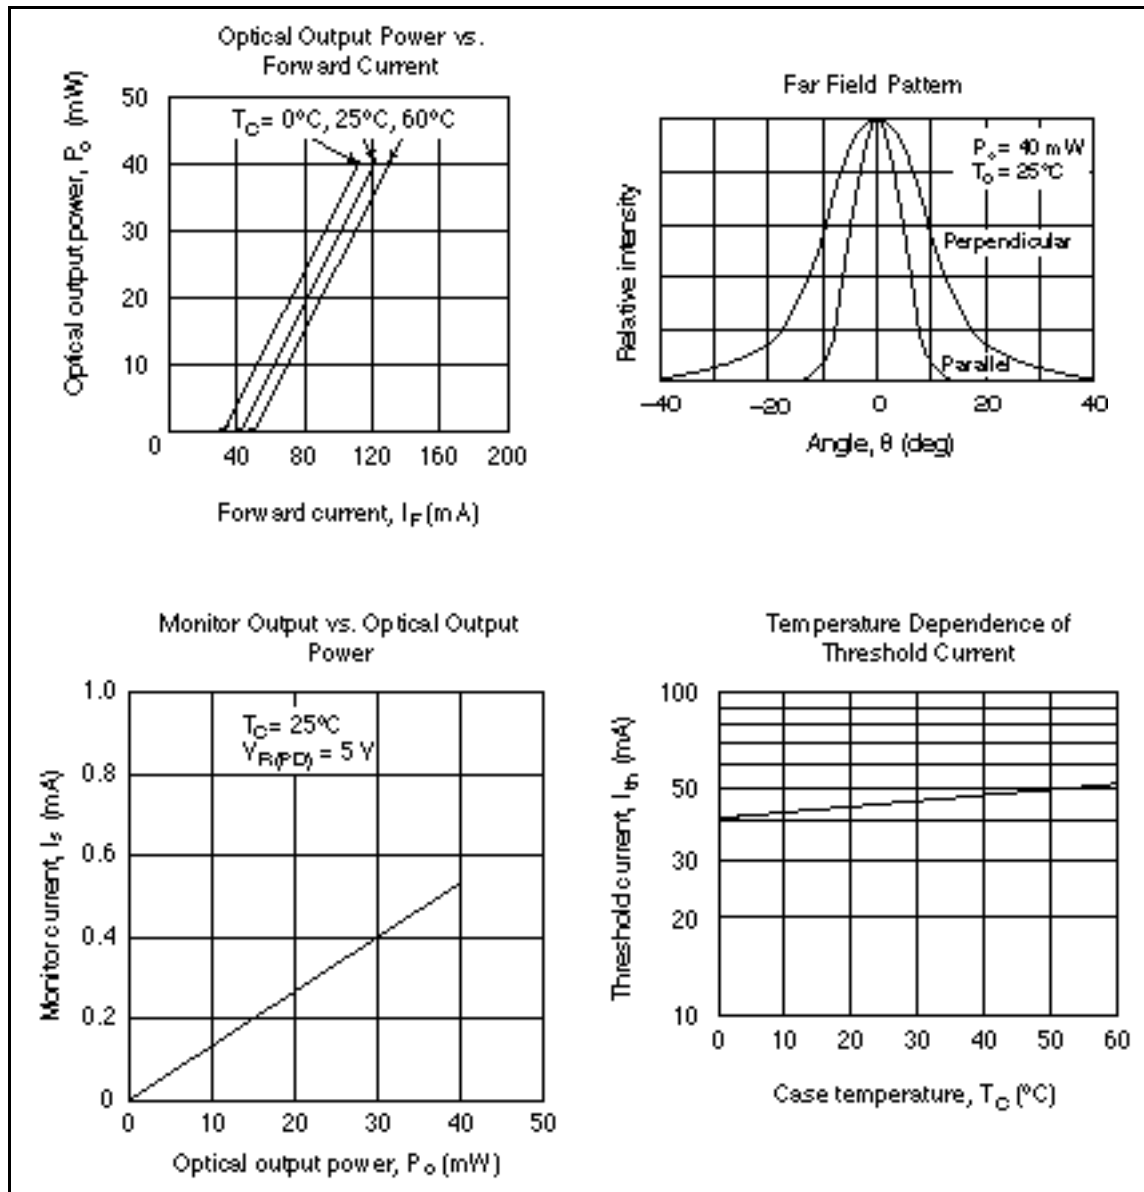 Optical Output Power vs.
Forward Current
Optical output power, Po (mW)
50
40
30
20
10
0
TC = 0°C, 25°C, 60°C
40 80 120 160 200
Forward current, IF (mA)
Far Field Pattern
Relative intensity
Po = 40 mW
TC = 25°C
Perpendicular
Parallel
–40 –20 0 20 40
Angle, θ (deg)
Monitor Output vs. Optical Output
Power
Monitor current, IS (mA)
1.0
0.8
0.6
0.4
0.2
0
TC = 25°C
VR(PD) = 5 V
0 10 20 30 40 50
Optical output power, Po (mW)
Temperature Dependence of
Threshold Current
Threshold current, Ith (mA)
100
50
30
20
10
0 10 20 30 40 50 60
Case temperature, TC (°C)